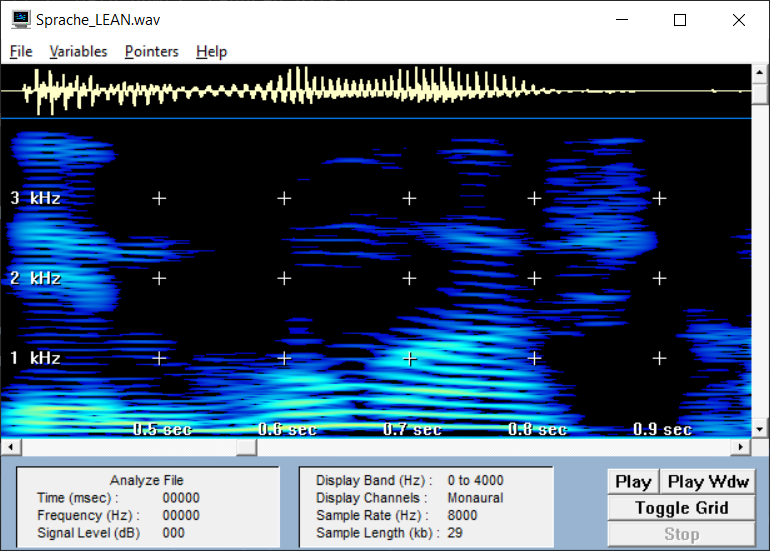 Sprache_LEAN.wav
File Variables Pointers Help
3 kHz
2 kHz
1 kHz
0.5 sec 0.6 sec 0.7 sec 0.8 sec 0.9 sec
Analyze File
Time (msec) : 00000
Frequency (Hz) : 00000
Signal Level (dB) 000
Display Band (Hz) : 0 to 4000
Display Channels : Monaural
Sample Rate (Hz) : 8000
Sample Length (kb) : 29
Play Play Wdw
Toggle Grid
Stop